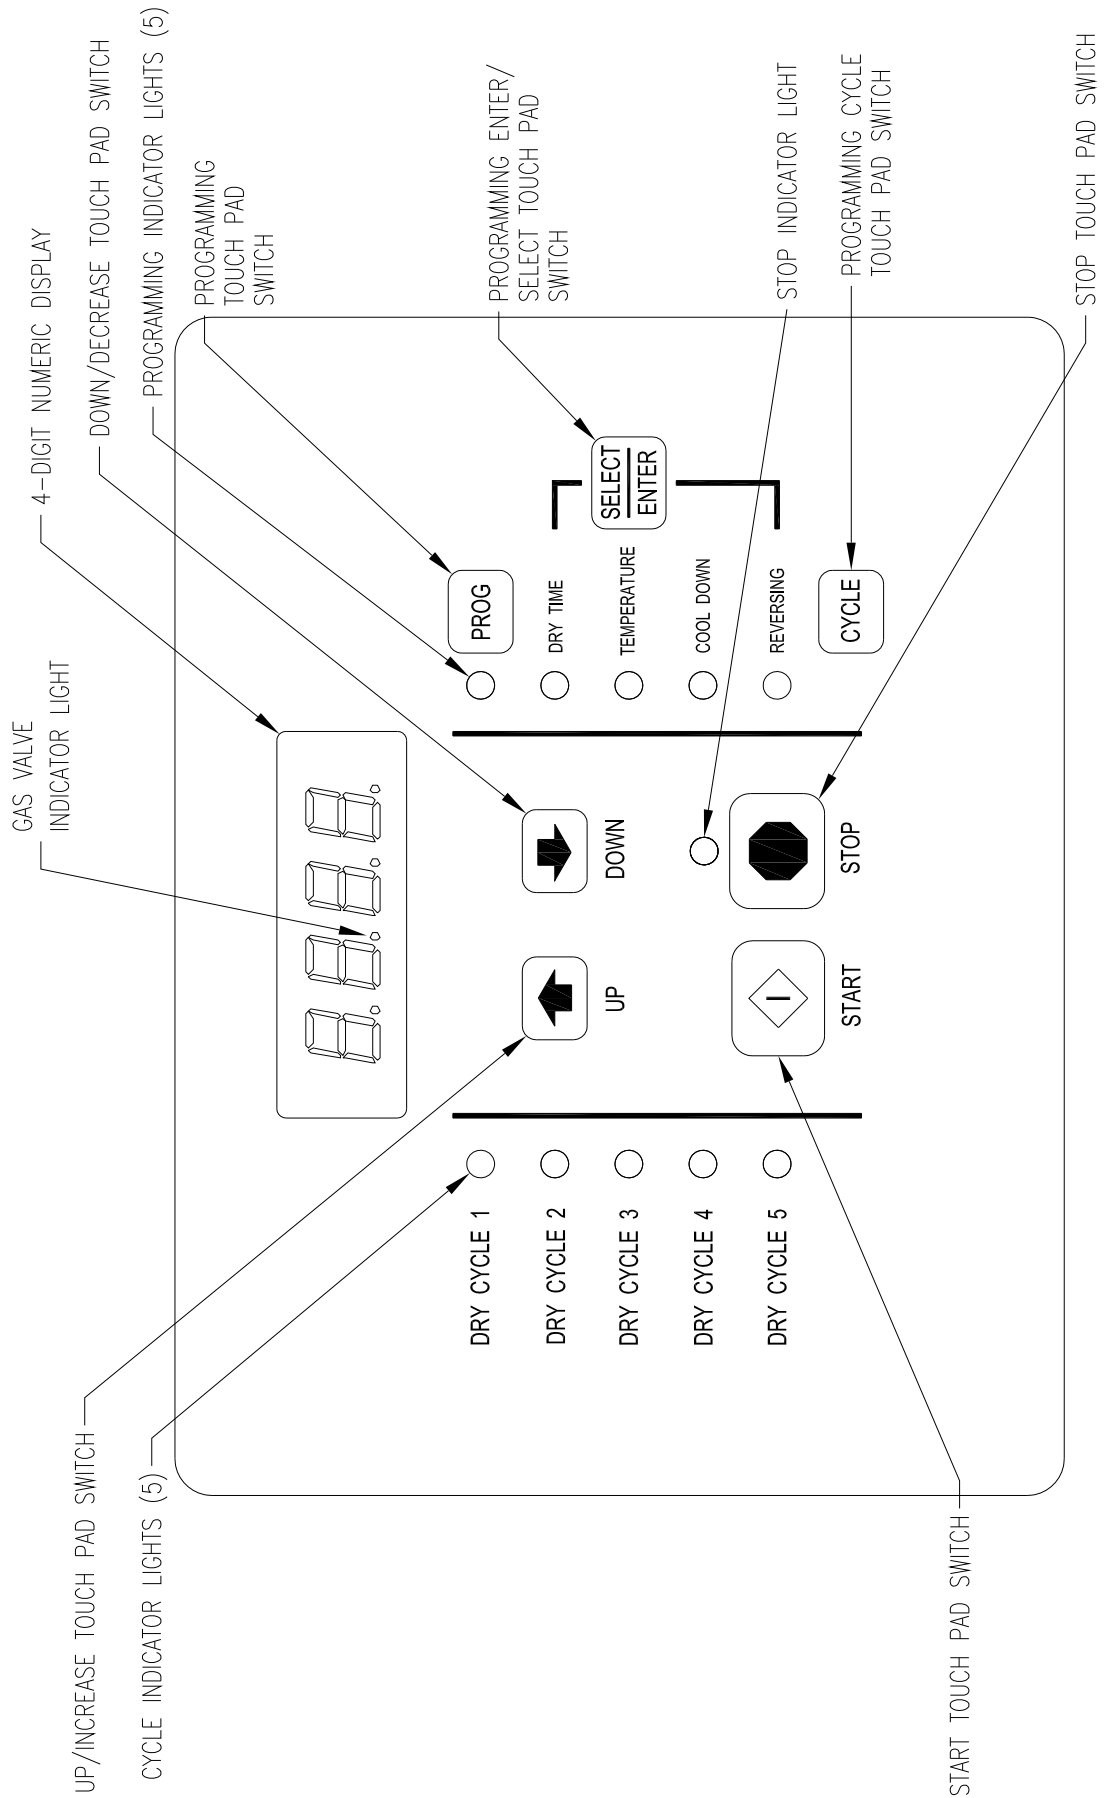 GAS VALVE
INDICATOR LIGHT
4-DIGIT NUMERIC DISPLAY
DOWN/DECREASE TOUCH PAD SWITCH
PROGRAMMING INDICATOR LIGHTS (5)
PROGRAMMING
TOUCH PAD
SWITCH
PROGRAMMING ENTER/
SELECT TOUCH PAD
SWITCH
STOP INDICATOR LIGHT
PROGRAMMING CYCLE
TOUCH PAD SWITCH
STOP TOUCH PAD SWITCH
UP/INCREASE TOUCH PAD SWITCH
CYCLE INDICATOR LIGHTS (5)
START TOUCH PAD SWITCH
DRY CYCLE 1
DRY CYCLE 2
DRY CYCLE 3
DRY CYCLE 4
DRY CYCLE 5
UP
DOWN
START
STOP
PROG
DRY TIME
TEMPERATURE
COOL DOWN
REVERSING
CYCLE
SELECT
ENTER